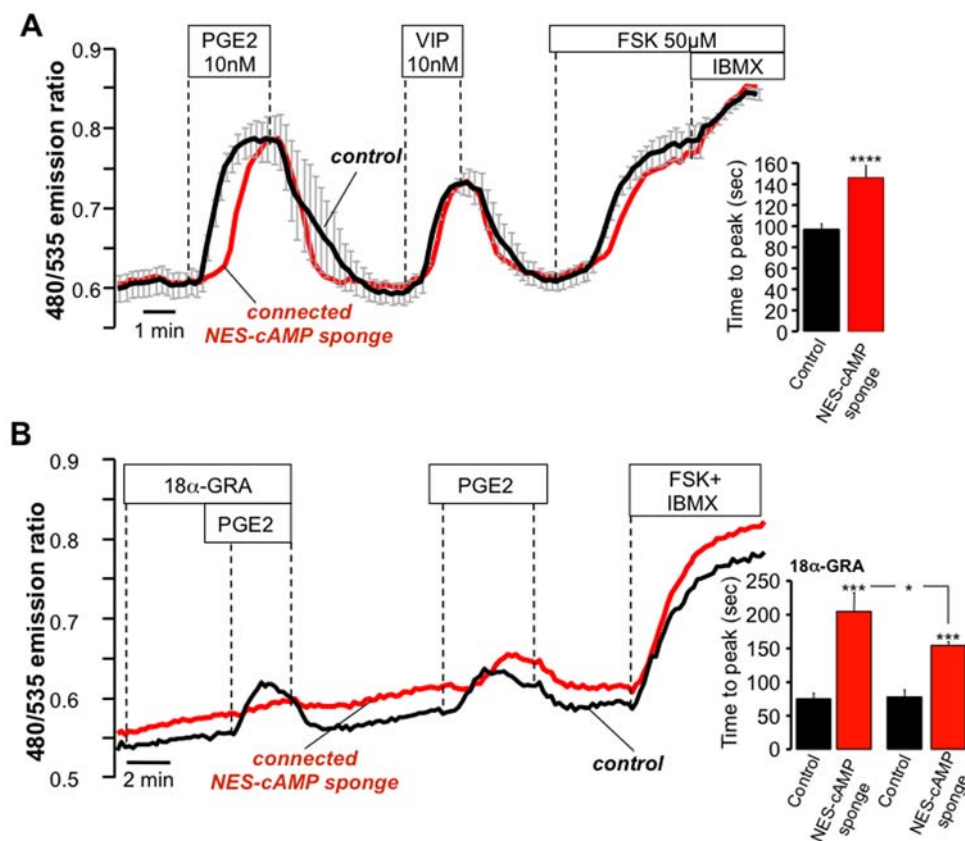 A
PGE2
10nM
VIP
10nM
FSK 50µM
IBMX
0.9
0.8
0.7
0.6
480/535 emission ratio
control
connected
NES-cAMP sponge
1 min
160
140
120
100
80
60
40
20
0
Time to peak (sec)
****
Control
NES-cAMP
sponge
B
0.9
0.8
0.7
0.6
0.5
480/535 emission ratio
18α-GRA
PGE2
PGE2
FSK+
IBMX
connected
NES-cAMP sponge
control
2 min
18α-GRA
250
200
150
100
50
0
Time to peak (sec)
***
*
***
Control
NES-cAMP
sponge
Control
NES-cAMP
sponge